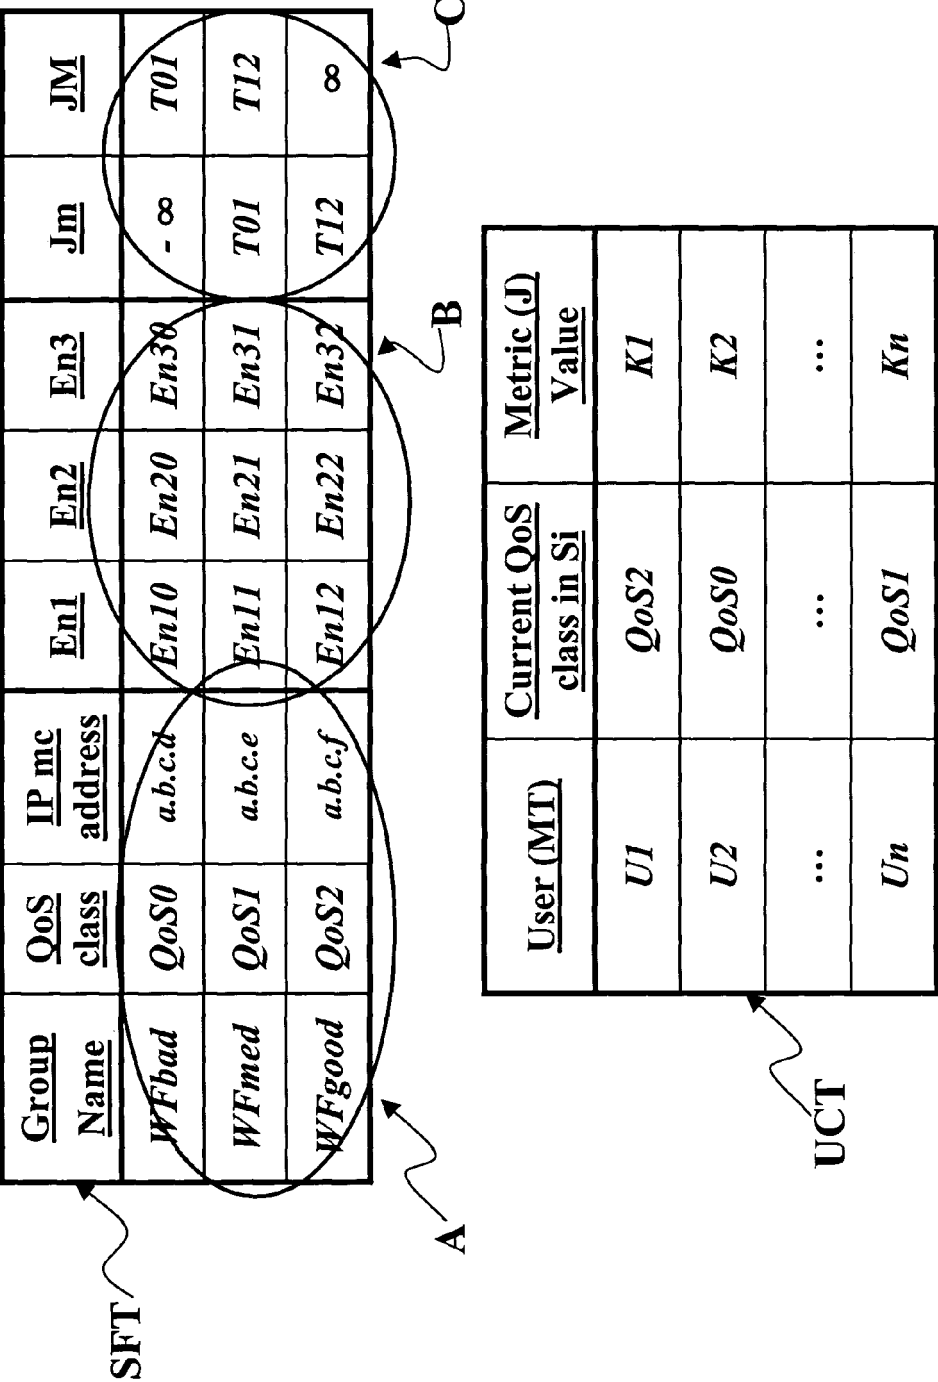 SFT
Group Name QoS class IP mc address En1 En2 En3 Jm JM
WFbad QoS0 a.b.c.d En10 En20 En30 - ∞ T01
WFmed QoS1 a.b.c.e En11 En21 En31 T01 T12
WFgood QoS2 a.b.c.f En12 En22 En32 T12 ∞
A B C
User (MT) Current QoS class in Si Metric (J) Value
U1 QoS2 K1
U2 QoS0 K2
... ... ...
Un QoS1 Kn
UCT